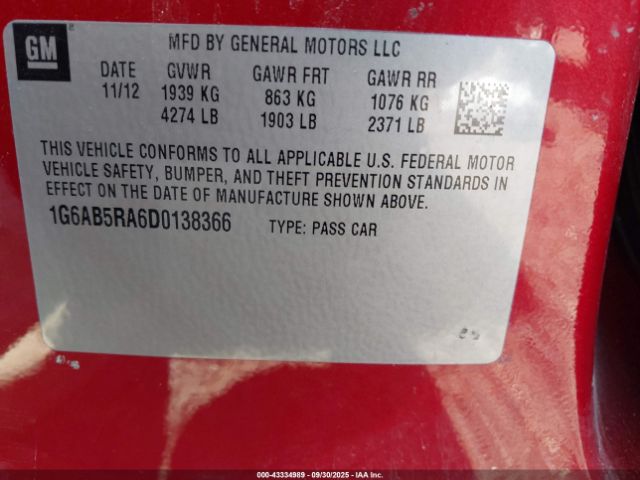 GM
MFD BY GENERAL MOTORS LLC
DATE GVWR GAWR FRT GAWR RR
11/12 1939 KG 863 KG 1076 KG
4274 LB 1903 LB 2371 LB
THIS VEHICLE CONFORMS TO ALL APPLICABLE U.S. FEDERAL MOTOR
VEHICLE SAFETY, BUMPER, AND THEFT PREVENTION STANDARDS IN
EFFECT ON THE DATE OF MANUFACTURE SHOWN ABOVE.
1G6AB5RA6D0138366 TYPE: PASS CAR
000-43334989 - 09/30/2025 - IAA Inc.